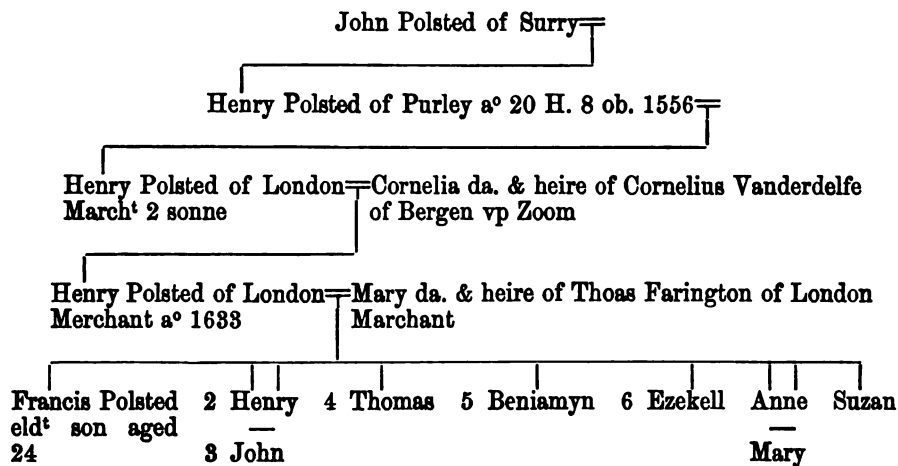 John Polsted of Surry
Henry Polsted of Purley aº 20 H. 8 ob. 1556
Henry Polsted of London Cornelia da. & heire of Cornelius Vanderdelfe
Marchᵗ 2 sonne of Bergen vp Zoom
Henry Polsted of London Mary da. & heire of Thoas Farington of London
Merchant aº 1633 Marchant
Francis Polsted 2 Henry 4 Thomas 5 Beniamyn 6 Ezekell Anne Suzan
eldᵗ son aged
24 3 John Mary